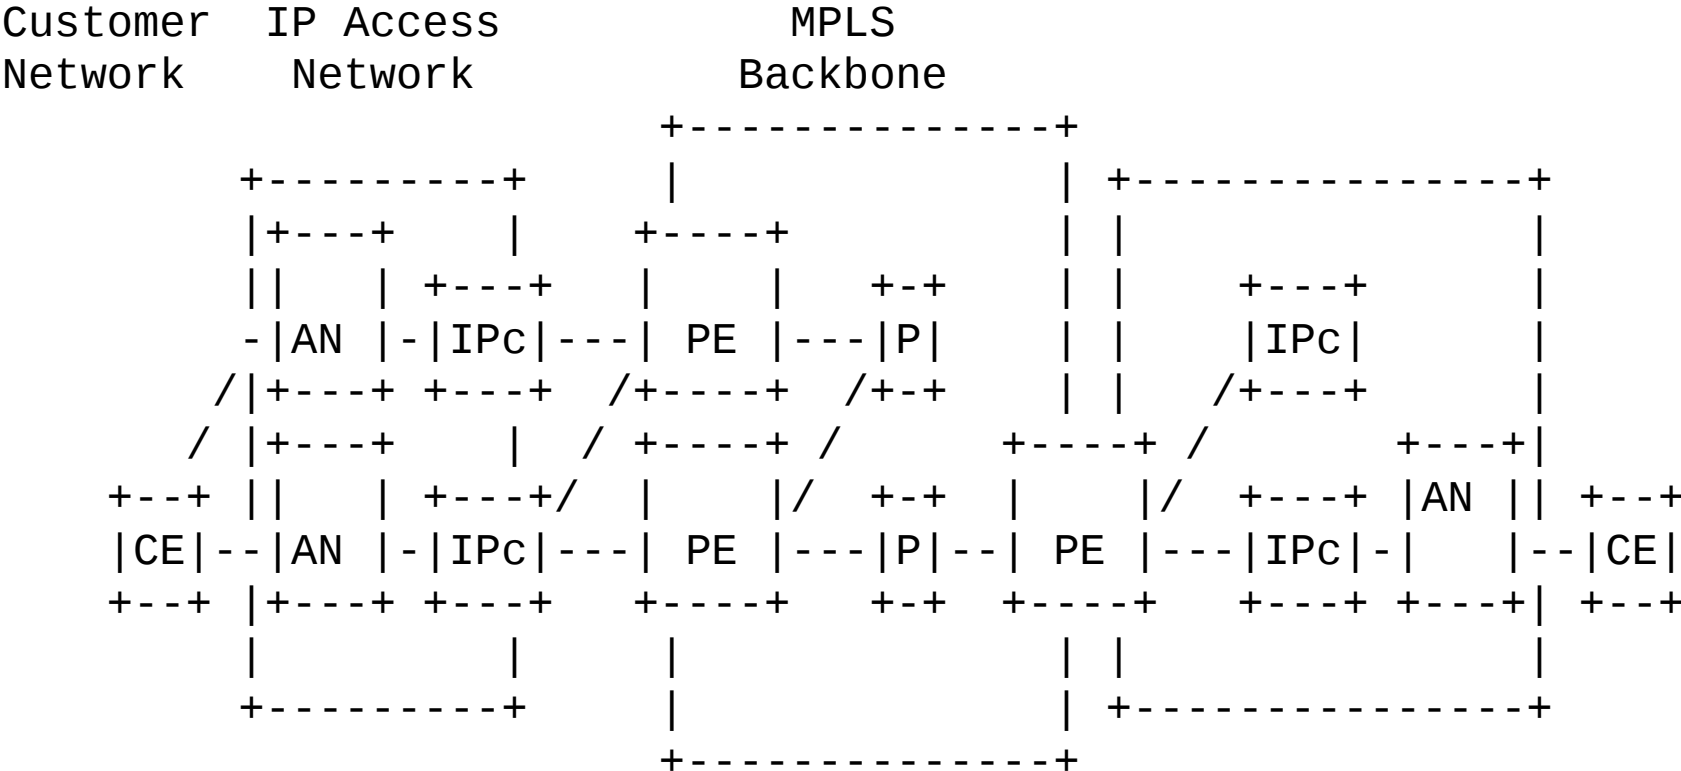 Customer  IP Access           MPLS
Network    Network          Backbone
                         +--------------+
         +---------+     |              | +---------------+
         |+---+    |    +----+          | |               |
         ||   | +---+   |    |   +-+    | |    +---+      |
         -|AN |-|IPc|---| PE |---|P|    | |    |IPc|      |
        /|+---+ +---+  /+----+  /+-+    | |   /+---+      |
       / |+---+    |  / +----+ /      +----+ /       +---+|
    +--+ ||   | +---+/  |    |/  +-+  |    |/  +---+ |AN || +--+
    |CE|--|AN |-|IPc|---| PE |---|P|--| PE |---|IPc|-|   |--|CE|
    +--+ |+---+ +---+   +----+   +-+  +----+   +---+ +---+| +--+
         |         |     |              | |               |
         +---------+     |              | +---------------+
                         +--------------+